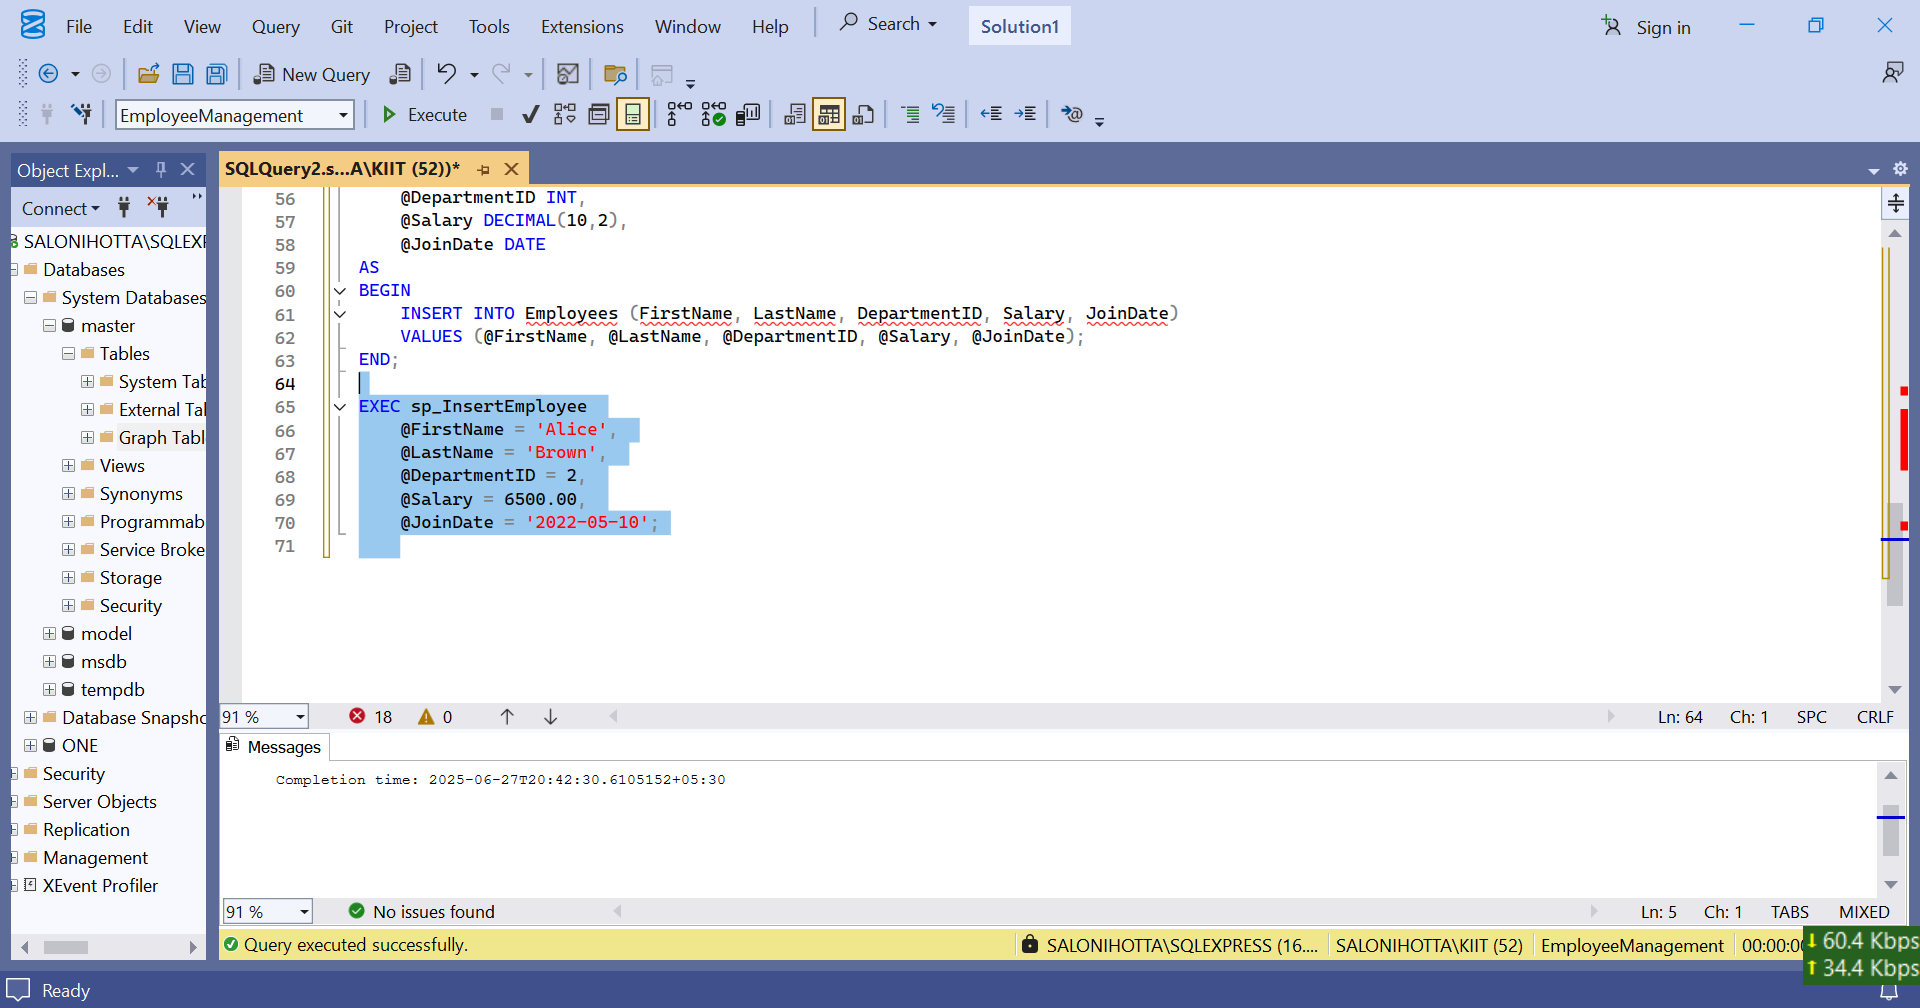 File Edit View Query Git Project Tools Extensions Window Help Search Solution1 Sign in
New Query
EmployeeManagement Execute
Object Expl... SQLQuery2.s...A\KIIT (52))*
Connect
SALONIHOTTA\SQLEXP
Databases
System Databases
master
Tables
System Tab
External Tal
Graph Tabl
Views
Synonyms
Programmab
Service Broke
Storage
Security
model
msdb
tempdb
Database Snapshc
ONE
Security
Server Objects
Replication
Management
XEvent Profiler
56 @DepartmentID INT,
57 @Salary DECIMAL(10,2),
58 @JoinDate DATE
59 AS
60 BEGIN
61 INSERT INTO Employees (FirstName, LastName, DepartmentID, Salary, JoinDate)
62 VALUES (@FirstName, @LastName, @DepartmentID, @Salary, @JoinDate);
63 END;
64
65 EXEC sp_InsertEmployee
66 @FirstName = 'Alice',
67 @LastName = 'Brown',
68 @DepartmentID = 2,
69 @Salary = 6500.00,
70 @JoinDate = '2022-05-10';
71
91 % 18 0 Ln: 64 Ch: 1 SPC CRLF
Messages
Completion time: 2025-06-27T20:42:30.6105152+05:30
91 % No issues found Ln: 5 Ch: 1 TABS MIXED
Query executed successfully. SALONIHOTTA\SQLEXPRESS (16.... SALONIHOTTA\KIIT (52) EmployeeManagement 00:00:0
60.4 Kbps
34.4 Kbps
Ready